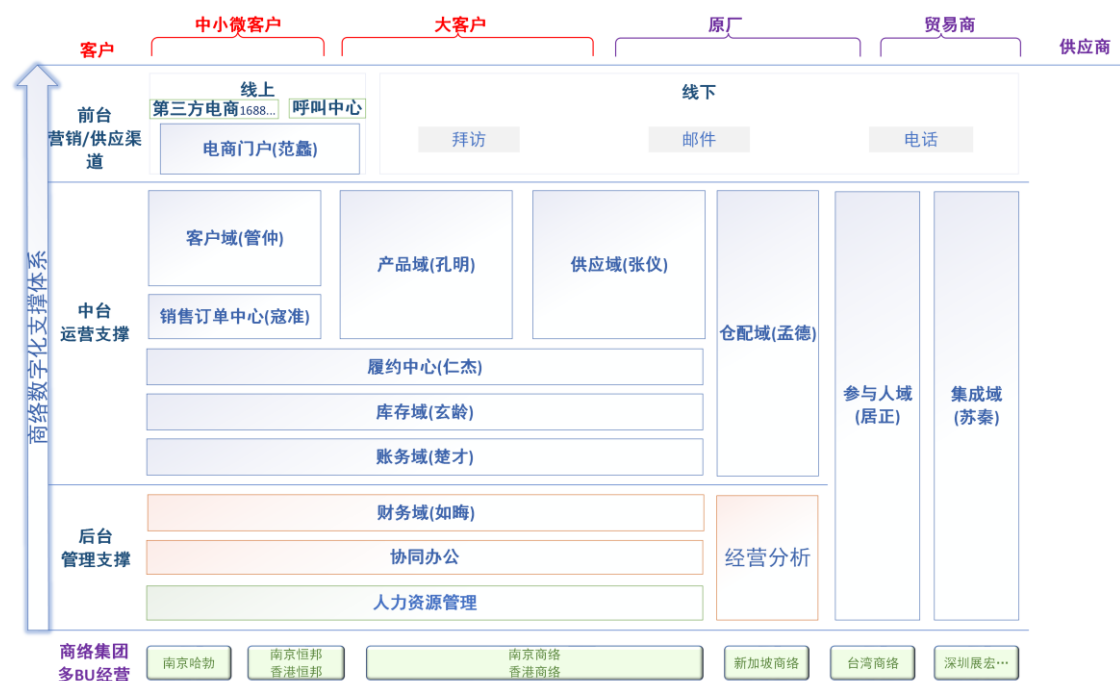 中小微客户
大客户
原厂
贸易商
客户
供应商
前台
营销/供应渠
道
线上
第三方电商1688...
呼叫中心
电商门户(范蠡)
线下
拜访
邮件
电话
商络数字化支撑体系
中台
运营支撑
客户域(管仲)
产品域(孔明)
供应域(张仪)
销售订单中心(寇准)
仓配域(孟德)
履约中心(仁杰)
库存域(玄龄)
账务域(楚才)
参与人域
(居正)
集成域
(苏秦)
后台
管理支撑
财务域(如晦)
协同办公
人力资源管理
经营分析
商络集团
多BU经营
南京哈勃
南京恒邦
香港恒邦
南京商络
香港商络
新加坡商络
台湾商络
深圳展宏…